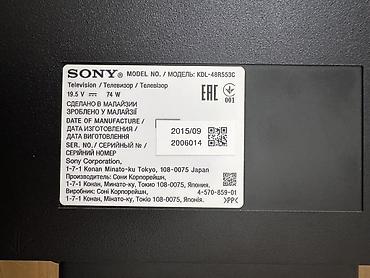 SONY® MODEL NO. / МОДЕЛЬ: KDL-48R553C
Television / Телевизор / Телевізор
19.5 V ⎓ 74 W
EAC
001
СДЕЛАНО В МАЛАЙЗИИ
ЗРОБЛЕНО У МАЛАЙЗІЇ
DATE OF MANUFACTURE /
ДАТА ИЗГОТОВЛЕНИЯ /
ДАТА ВИГОТОВЛЕННЯ
2015/09
SER. NO. / СЕРИЙНЫЙ № /
СЕРІЙНИЙ НОМЕР
2006014
Sony Corporation,
1-7-1 Konan Minato-ku Tokyo, 108-0075 Japan
Производитель: Сони Корпорейшн,
1-7-1 Конан, Минато-ку, Токио 108-0075, Япония.
Виробник: Соні Корпорейшн,
1-7-1 Конан, Мінато-ку, Токіо 108-0075, Японія.
4-570-859-01
>PP<